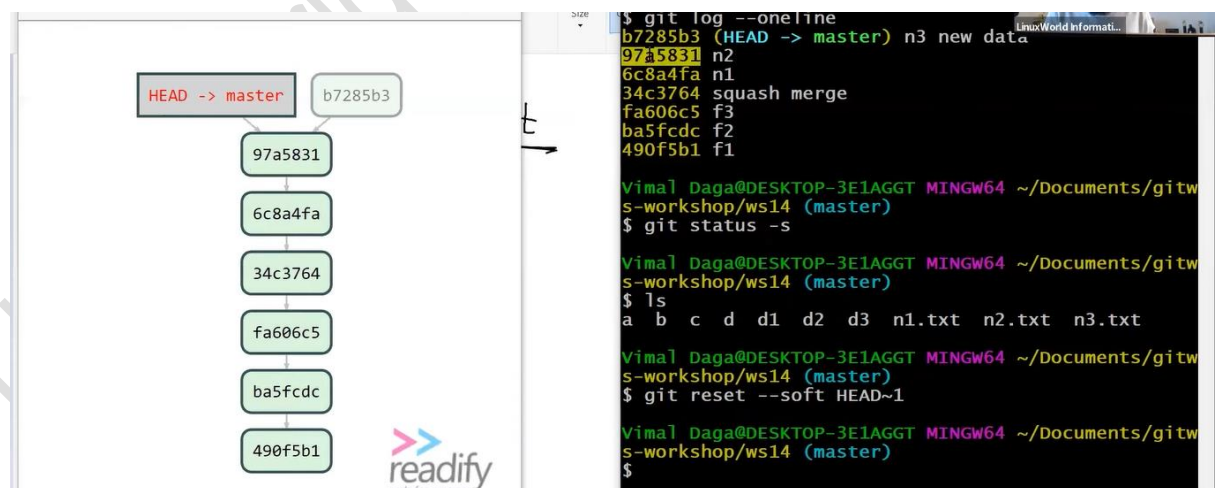 HEAD -> master
b7285b3
97a5831
6c8a4fa
34c3764
fa606c5
ba5fcdc
490f5b1
readify
t
Size
$ git log --oneline
LinuxWorld Informati...
b7285b3 (HEAD -> master) n3 new data
97a5831 n2
6c8a4fa n1
34c3764 squash merge
fa606c5 f3
ba5fcdc f2
490f5b1 f1
Vimal Daga@DESKTOP-3E1AGGT MINGW64 ~/Documents/gitw
s-workshop/ws14 (master)
$ git status -s
Vimal Daga@DESKTOP-3E1AGGT MINGW64 ~/Documents/gitw
s-workshop/ws14 (master)
$ ls
a b c d d1 d2 d3 n1.txt n2.txt n3.txt
Vimal Daga@DESKTOP-3E1AGGT MINGW64 ~/Documents/gitw
s-workshop/ws14 (master)
$ git reset --soft HEAD~1
Vimal Daga@DESKTOP-3E1AGGT MINGW64 ~/Documents/gitw
s-workshop/ws14 (master)
$